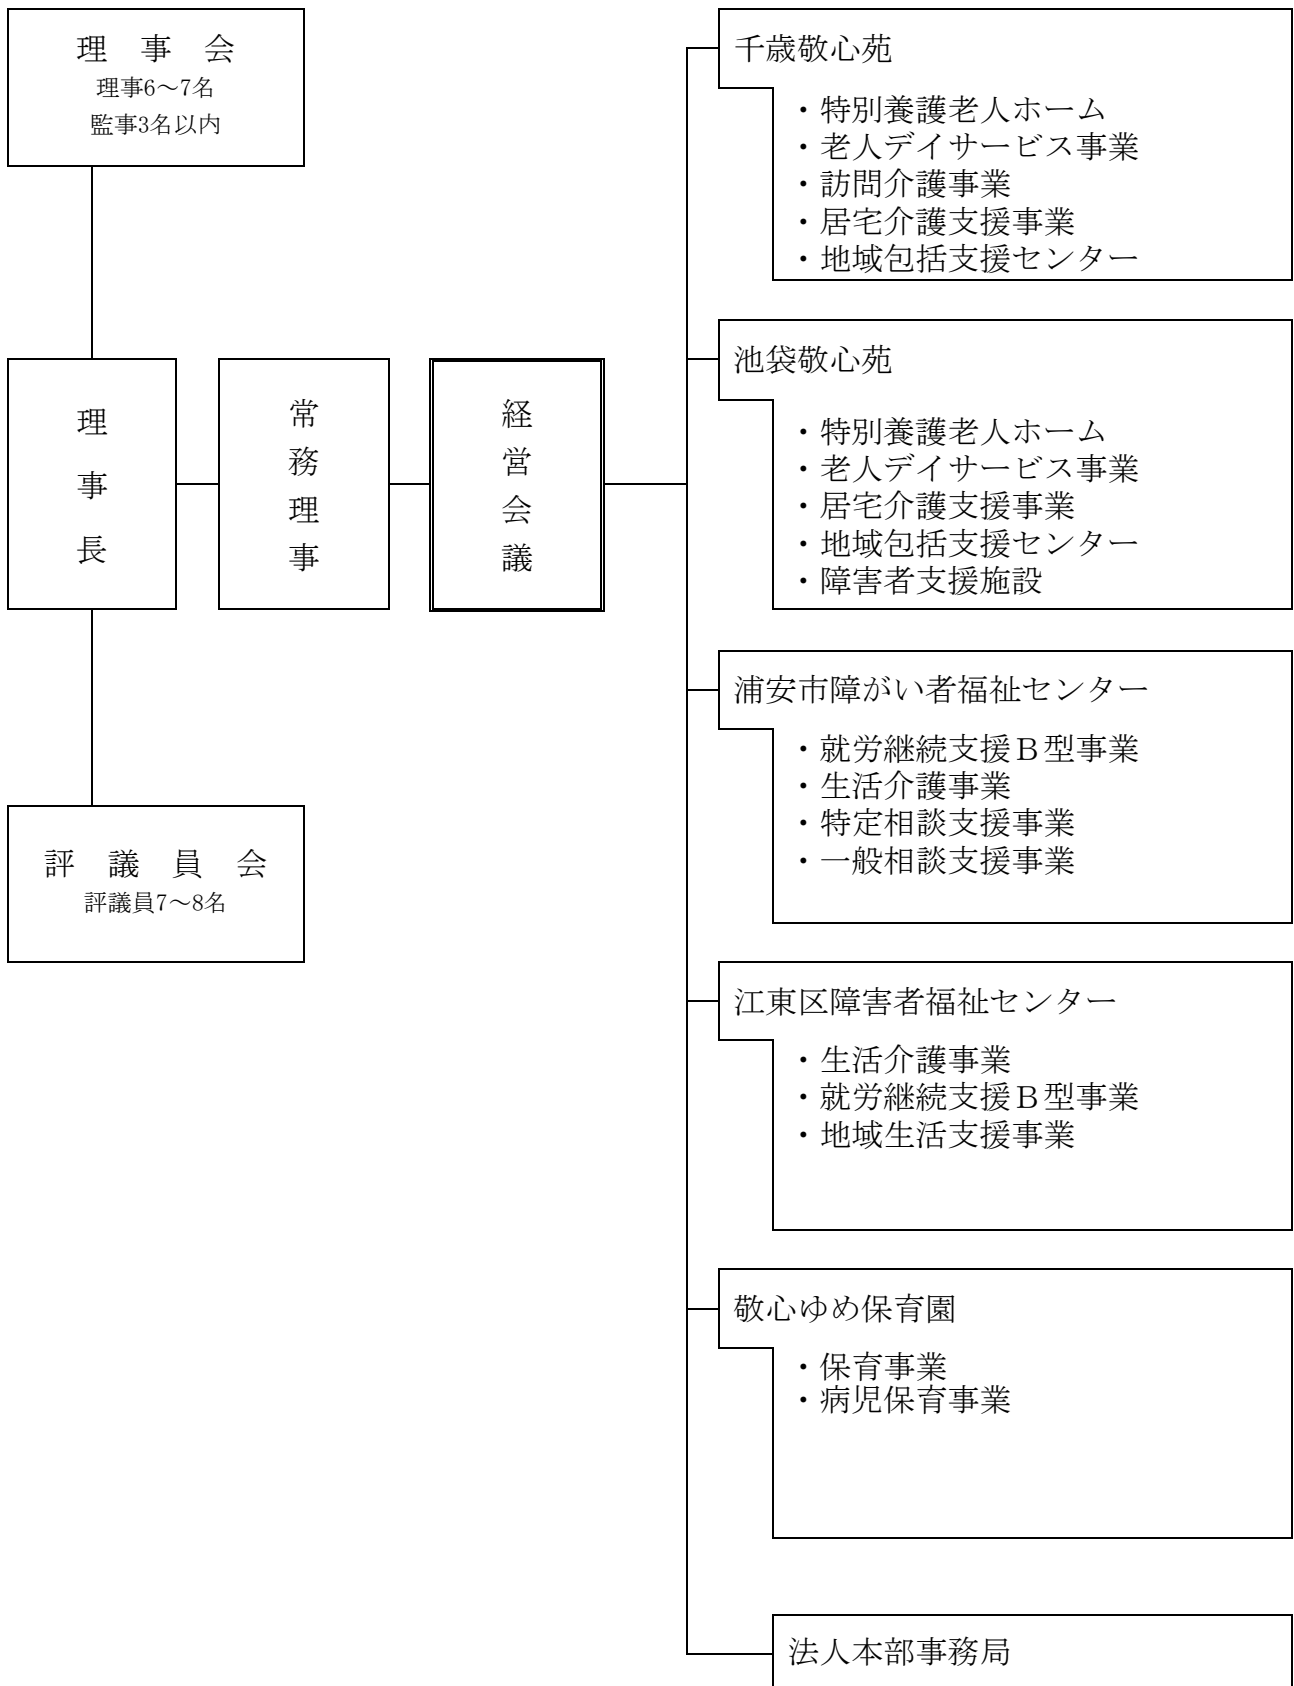 理　事　会
理事6～7名
監事3名以内
理事長
常務理事
経営会議
評　議　員　会
評議員7～8名
千歳敬心苑
・特別養護老人ホーム
・老人デイサービス事業
・訪問介護事業
・居宅介護支援事業
・地域包括支援センター
池袋敬心苑
・特別養護老人ホーム
・老人デイサービス事業
・居宅介護支援事業
・地域包括支援センター
・障害者支援施設
浦安市障がい者福祉センター
・就労継続支援Ｂ型事業
・生活介護事業
・特定相談支援事業
・一般相談支援事業
江東区障害者福祉センター
・生活介護事業
・就労継続支援Ｂ型事業
・地域生活支援事業
敬心ゆめ保育園
・保育事業
・病児保育事業
法人本部事務局